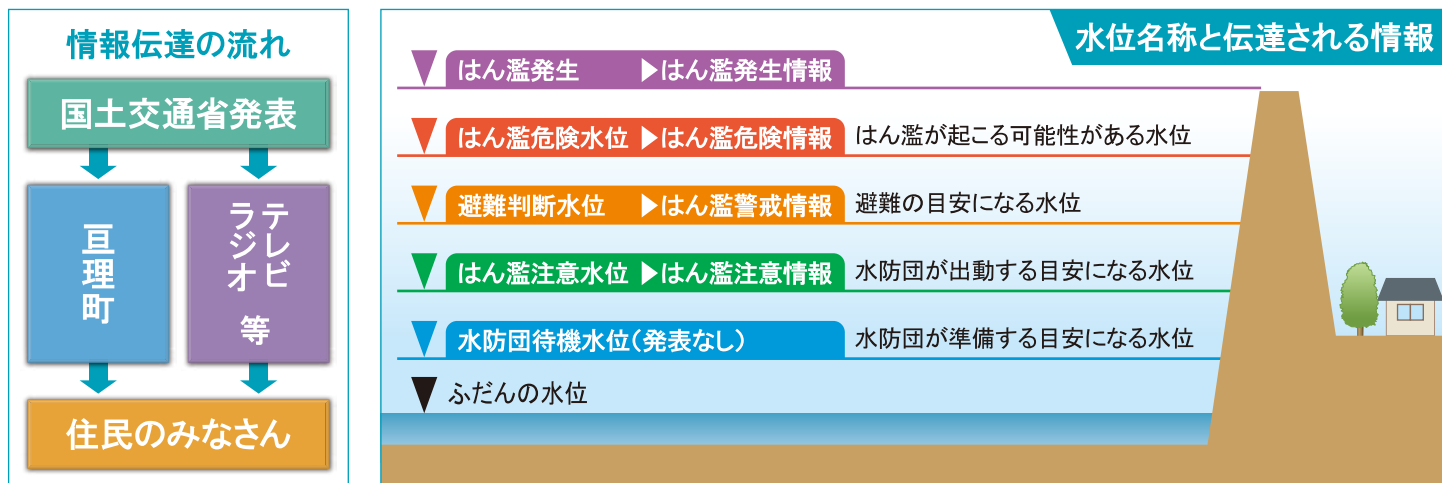 情報伝達の流れ
国土交通省発表
亘理町
テレビ
ラジオ 等
住民のみなさん
水位名称と伝達される情報
はん濫発生 ▶はん濫発生情報
はん濫危険水位 ▶はん濫危険情報 はん濫が起こる可能性がある水位
避難判断水位 ▶はん濫警戒情報 避難の目安になる水位
はん濫注意水位 ▶はん濫注意情報 水防団が出動する目安になる水位
水防団待機水位（発表なし） 水防団が準備する目安になる水位
ふだんの水位